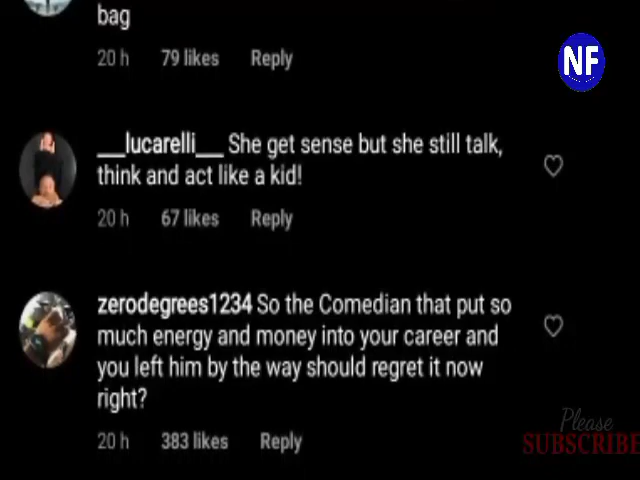 bag
20 h 79 likes Reply
NF
__lucarelli__ She get sense but she still talk,
think and act like a kid!
20 h 67 likes Reply
zerodegrees1234 So the Comedian that put so
much energy and money into your career and
you left him by the way should regret it now
right?
20 h 383 likes Reply
Please
SUBSCRIBE